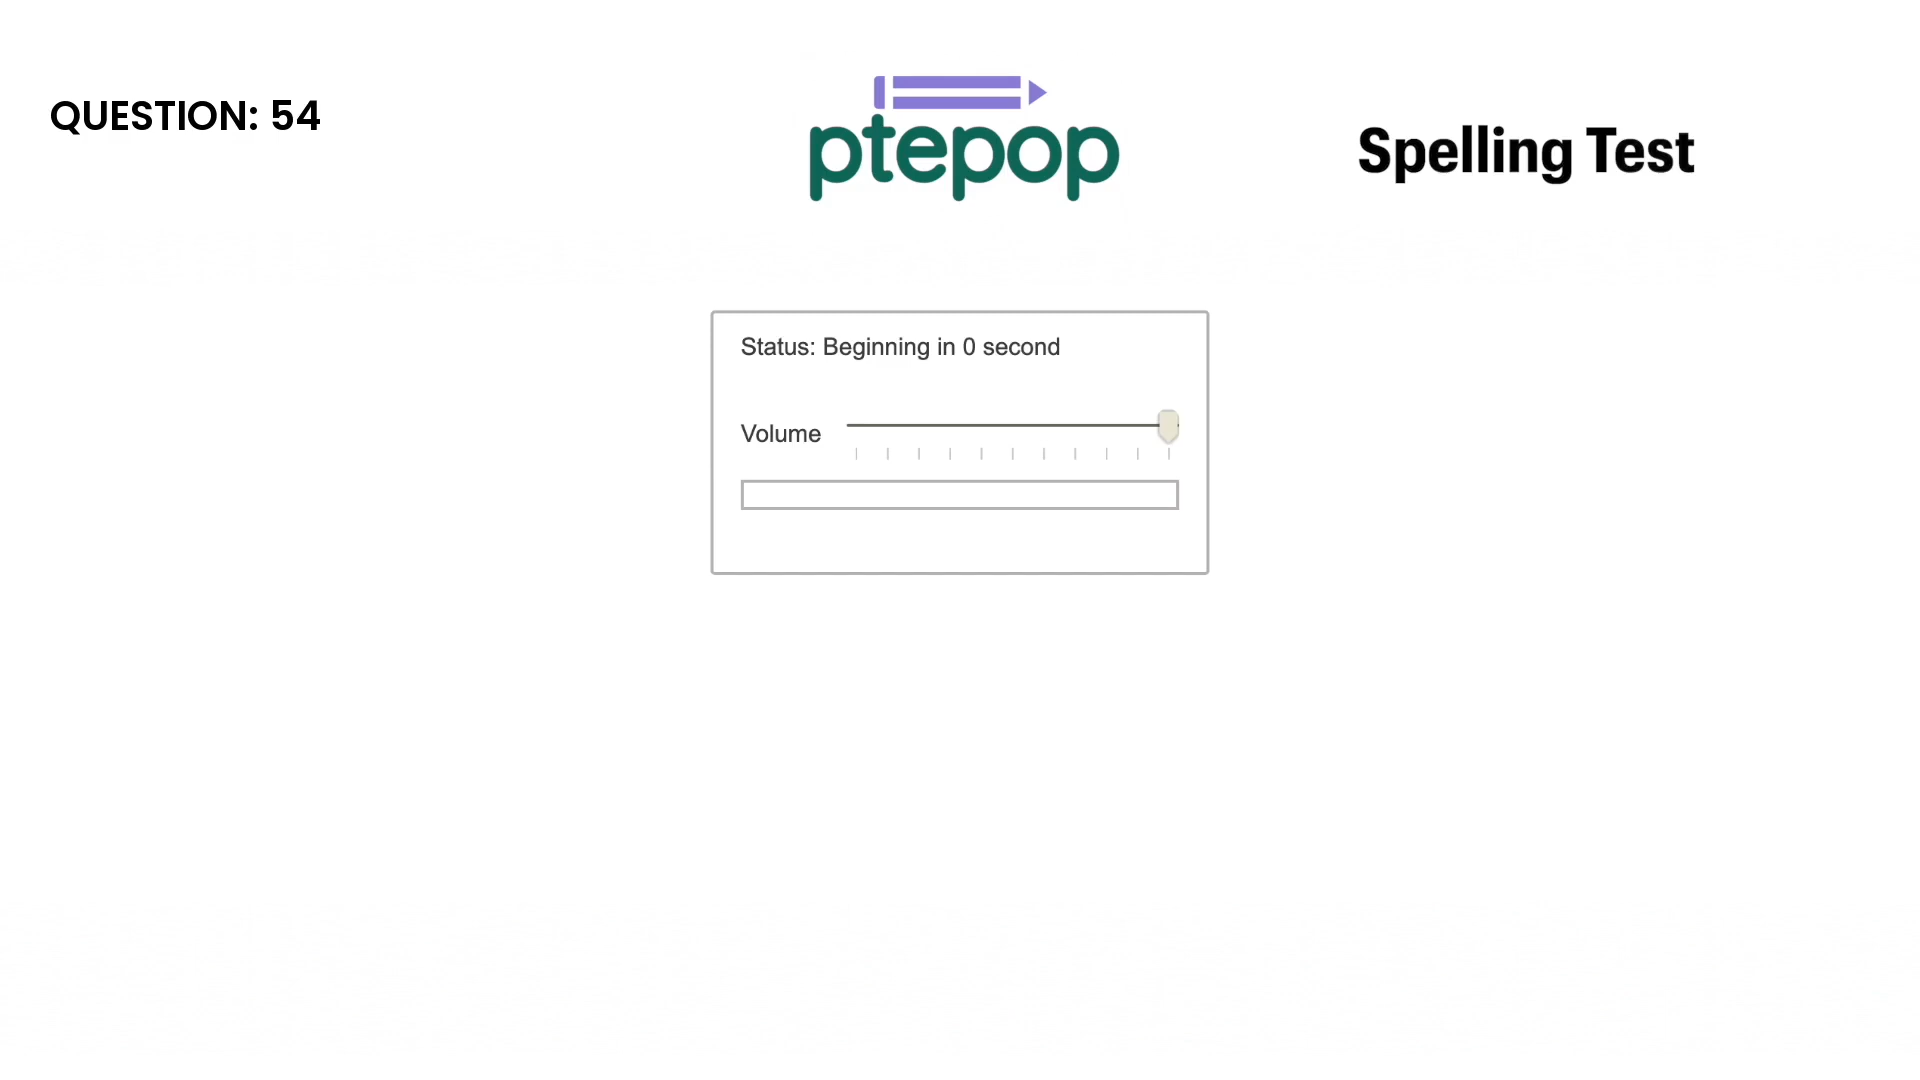 QUESTION: 54
ptepop
Spelling Test
Status: Beginning in 0 second
Volume